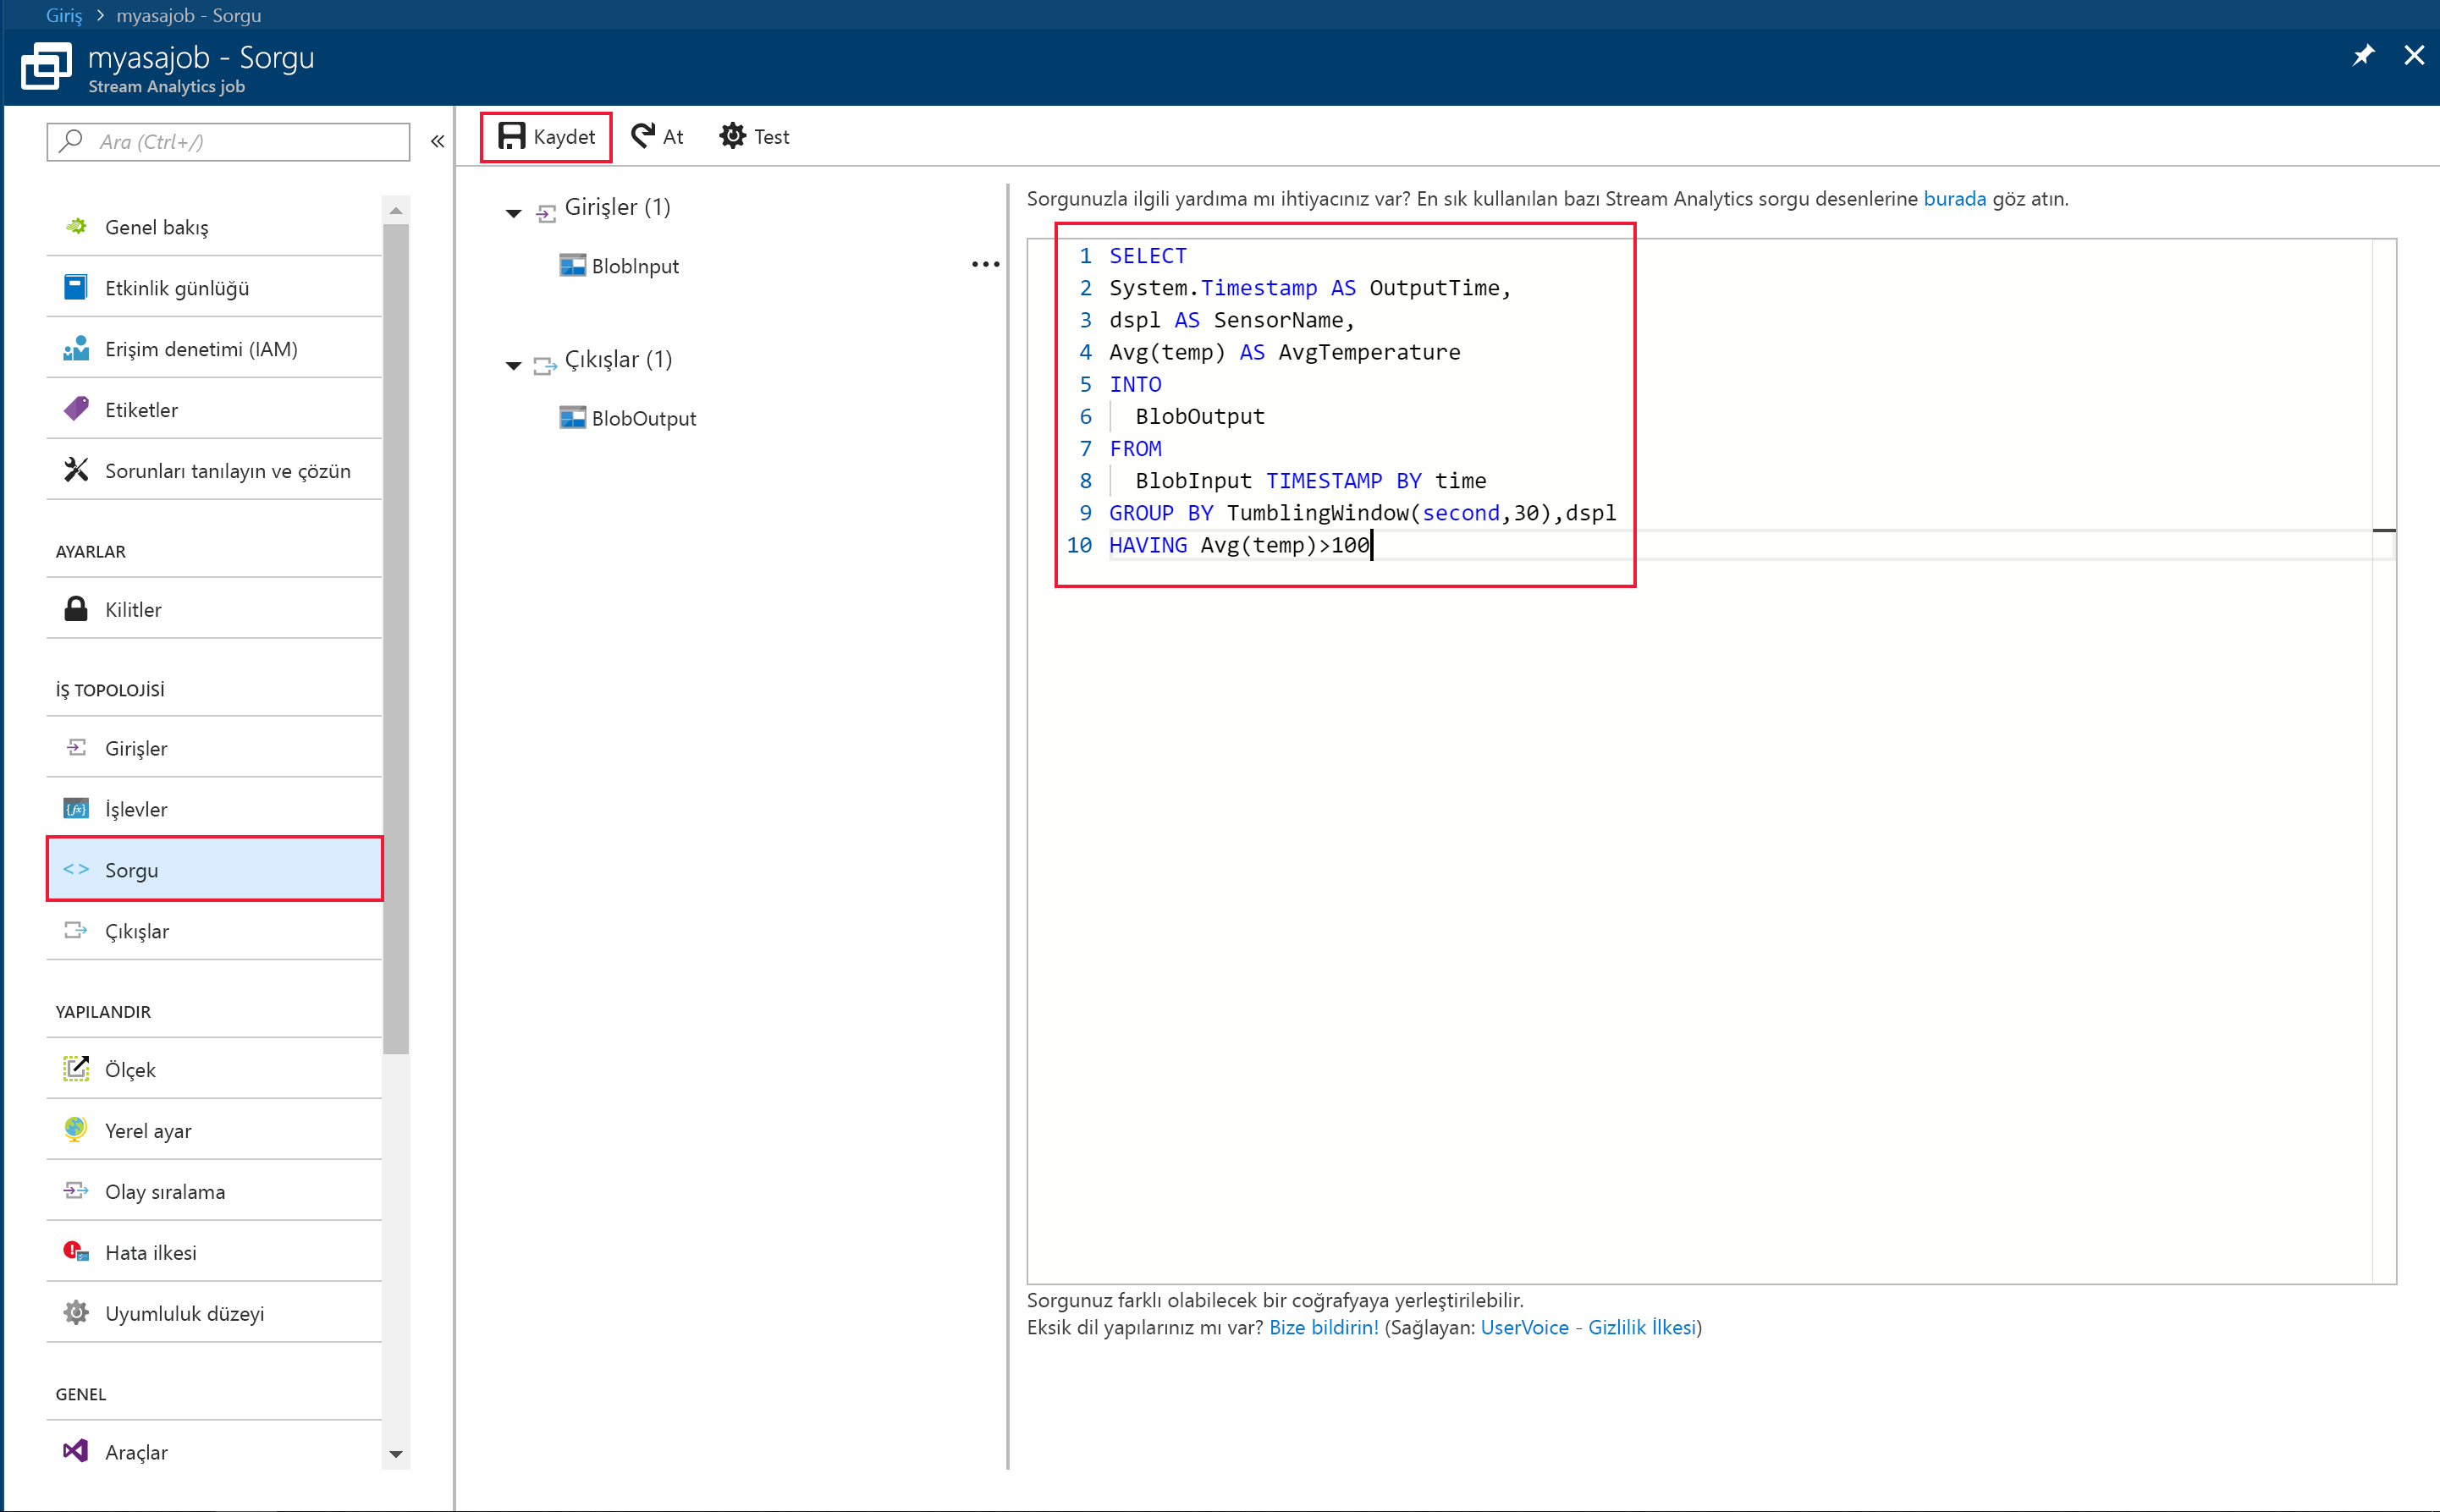 Giriş > myasajob - Sorgu
myasajob - Sorgu
Stream Analytics job
Ara (Ctrl+/)
«
Genel bakış
Etkinlik günlüğü
Erişim denetimi (IAM)
Etiketler
Sorunları tanılayın ve çözün
AYARLAR
Kilitler
İŞ TOPOLOJİSİ
Girişler
İşlevler
Sorgu
Çıkışlar
YAPILANDIR
Ölçek
Yerel ayar
Olay sıralama
Hata ilkesi
Uyumluluk düzeyi
GENEL
Araçlar
Kaydet At Test
Girişler (1)
BlobInput
Çıkışlar (1)
BlobOutput
Sorgunuzla ilgili yardıma mı ihtiyacınız var? En sık kullanılan bazı Stream Analytics sorgu desenlerine burada göz atın.
1 SELECT
2 System.Timestamp AS OutputTime,
3 dspl AS SensorName,
4 Avg(temp) AS AvgTemperature
5 INTO
6 BlobOutput
7 FROM
8 BlobInput TIMESTAMP BY time
9 GROUP BY TumblingWindow(second,30),dspl
10 HAVING Avg(temp)>100
Sorgunuz farklı olabilecek bir coğrafyaya yerleştirilebilir.
Eksik dil yapılarınız mı var? Bize bildirin! (Sağlayan: UserVoice - Gizlilik İlkesi)